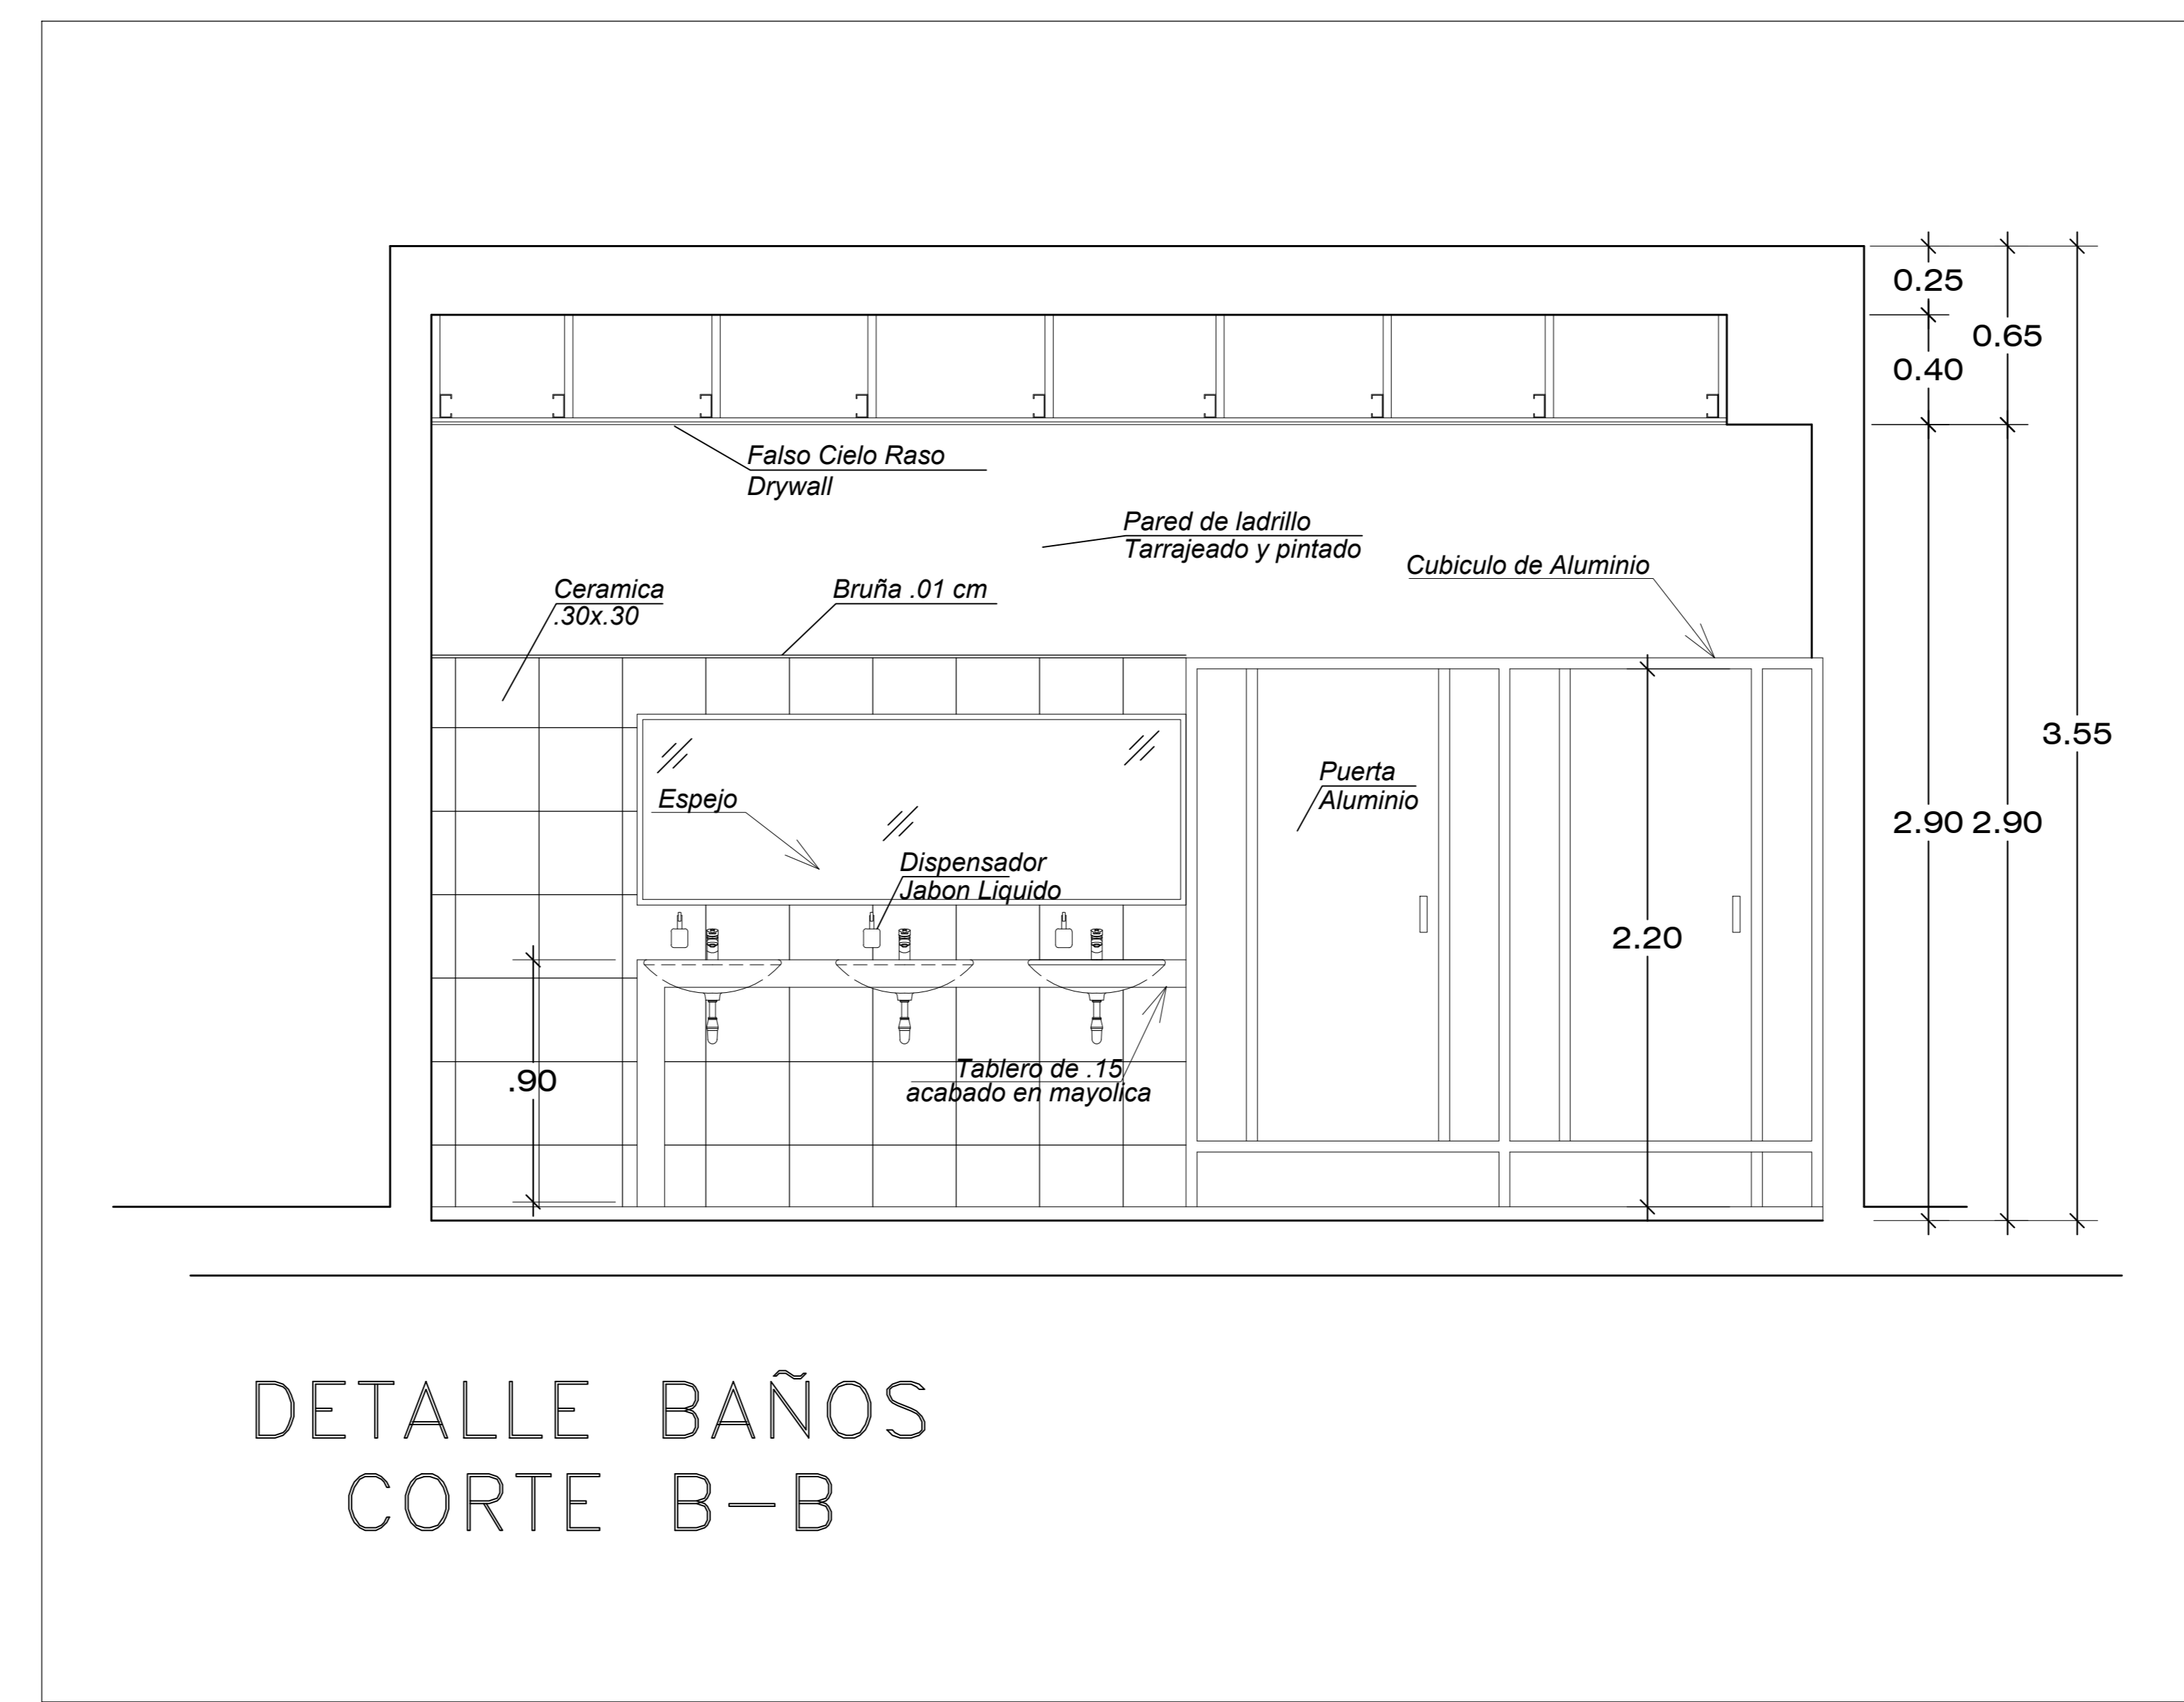 0.25
0.65
0.40
Falso Cielo Raso
Drywall
Pared de ladrillo
Tarrajeado y pintado
Cubiculo de Aluminio
Ceramica
.30x.30
Bruña .01 cm
3.55
Puerta
Aluminio
Espejo
2.90
2.90
Dispensador
Jabon Liquido
2.20
Tablero de .15
acabado en mayolica
.90
DETALLE BAÑOS
CORTE B-B